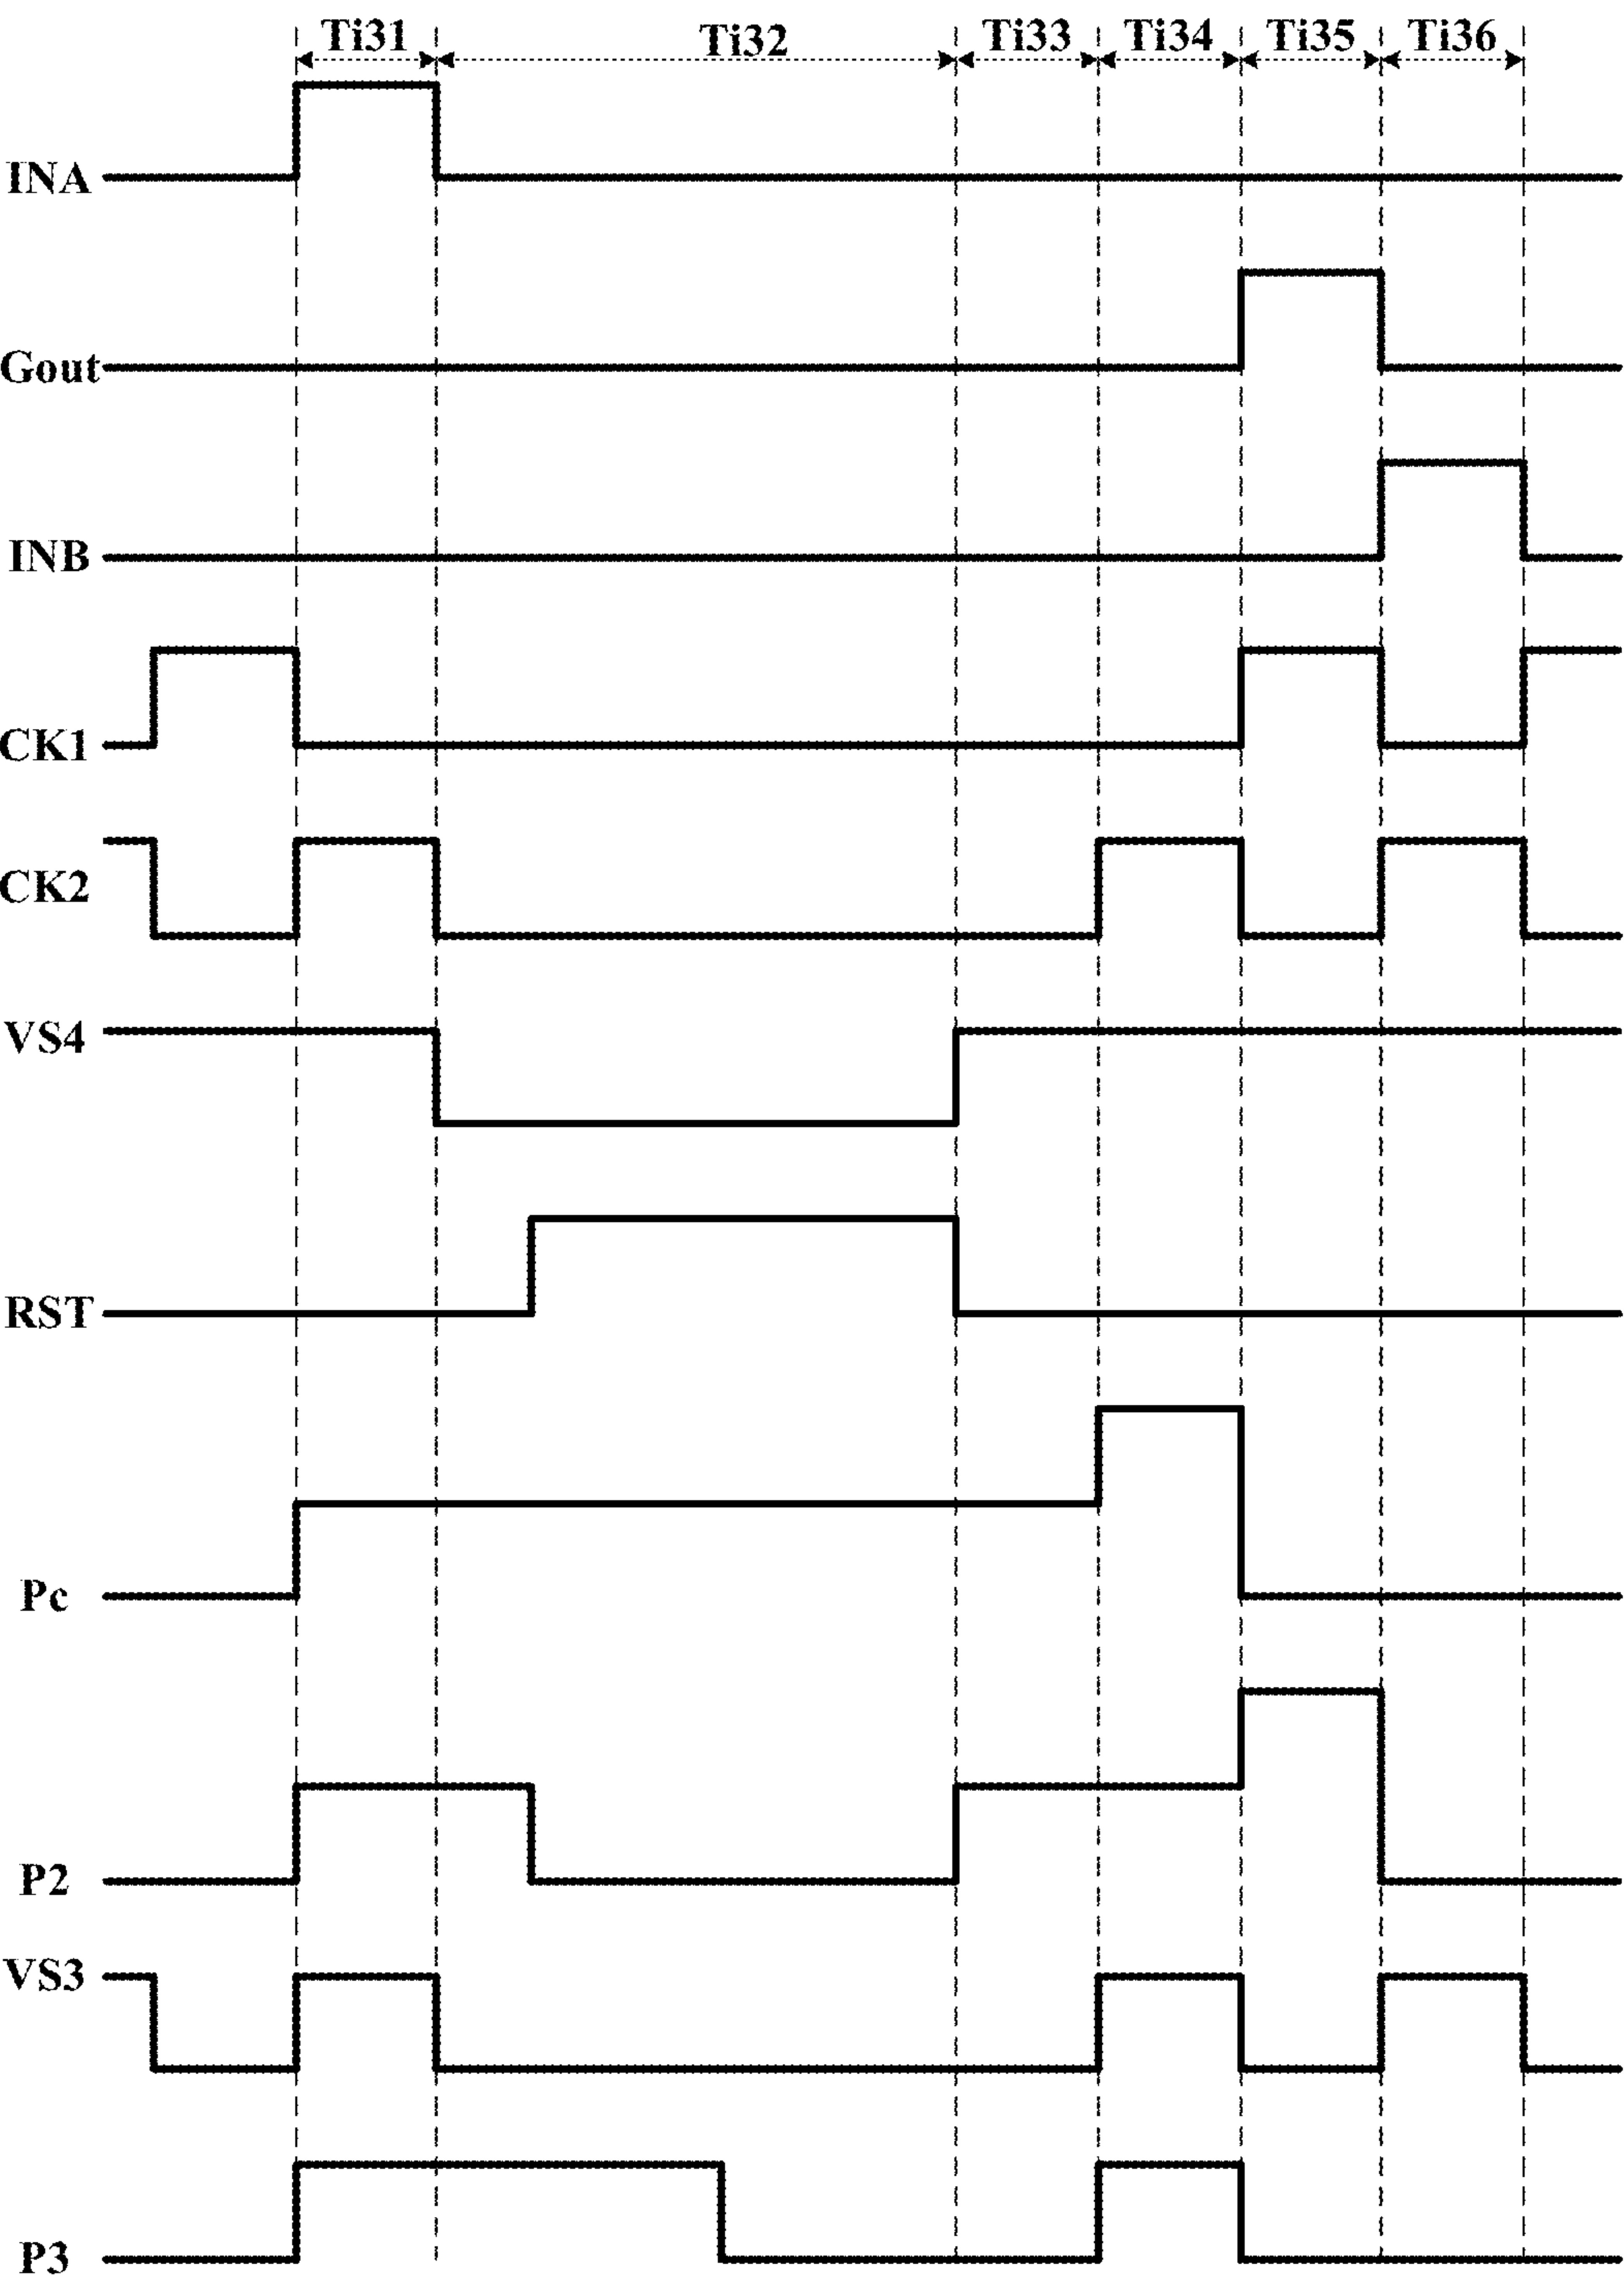 Ti31 Ti32 Ti33 Ti34 Ti35 Ti36
INA
Gout
INB
CK1
CK2
VS4
RST
Pc
P2
VS3
P3